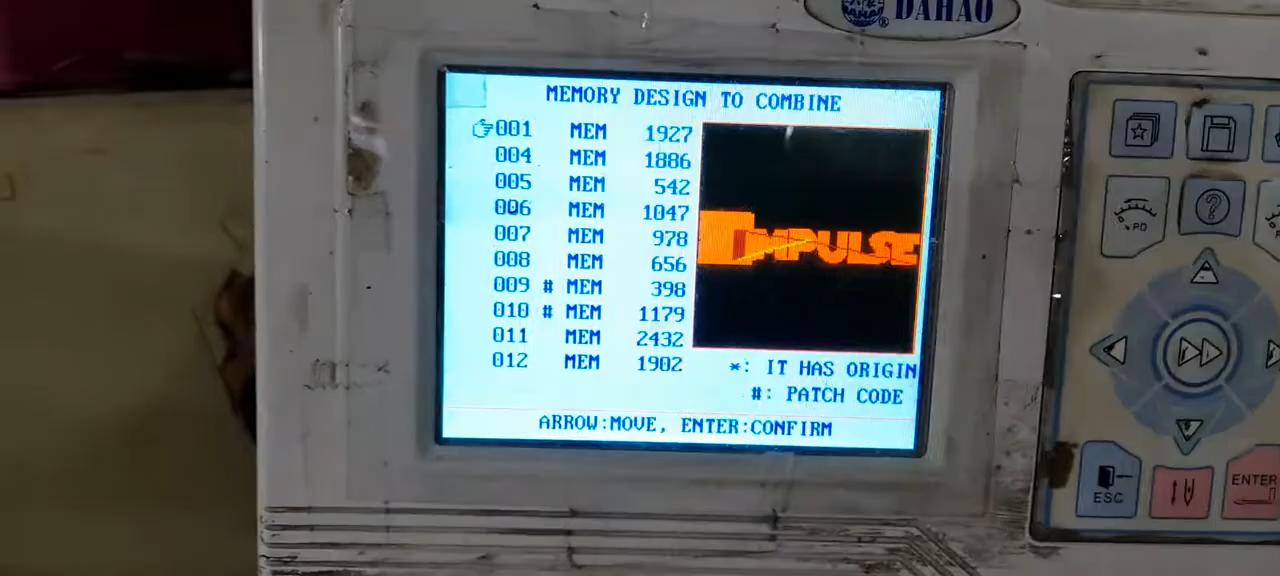 DAHAO
MEMORY DESIGN TO COMBINE
001 MEM 1927
004 MEM 1886
005 MEM 542
006 MEM 1047
007 MEM 978
008 MEM 656
009 # MEM 398
010 # MEM 1179
011 MEM 2432
012 MEM 1902
IMPULSE
*: IT HAS ORIGIN
#: PATCH CODE
ARROW:MOVE, ENTER:CONFIRM
PD
ESC
ENTER